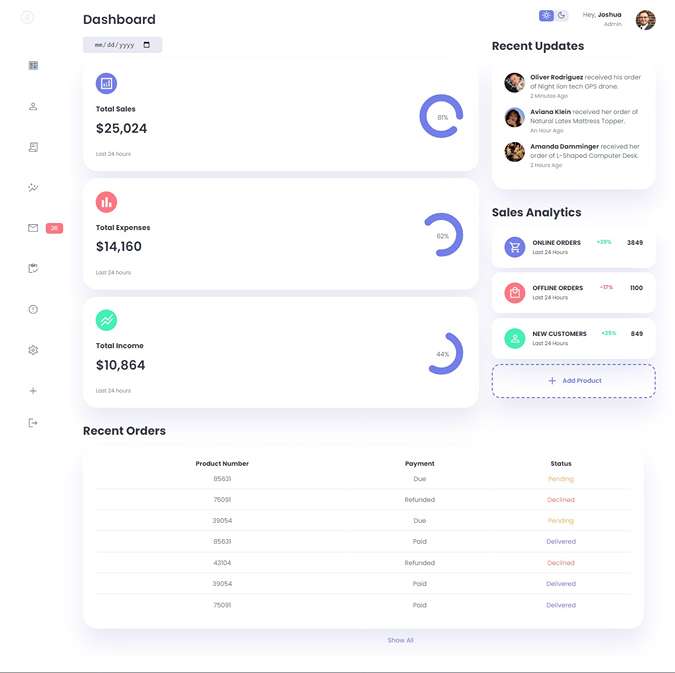 Dashboard
mm/dd/yyyy
Total Sales
$25,024
81%
Last 24 hours
Total Expenses
$14,160
62%
Last 24 hours
Total Income
$10,864
44%
Last 24 hours
Recent Orders
Product Number Payment Status
85631 Due Pending
75091 Refunded Declined
39054 Due Pending
85631 Paid Delivered
43104 Refunded Declined
39054 Paid Delivered
75091 Paid Delivered
Show All
Hey, Joshua
Admin
Recent Updates
Oliver Rodriguez received his order
of Night lion tech GPS drone.
2 Minutes Ago
Aviana Klein received her order of
Natural Latex Mattress Topper.
An Hour Ago
Amanda Damminger received her
order of L-Shaped Computer Desk.
2 Hours Ago
Sales Analytics
ONLINE ORDERS +39% 3849
Last 24 Hours
OFFLINE ORDERS -17% 1100
Last 24 Hours
NEW CUSTOMERS +25% 849
Last 24 Hours
+ Add Product